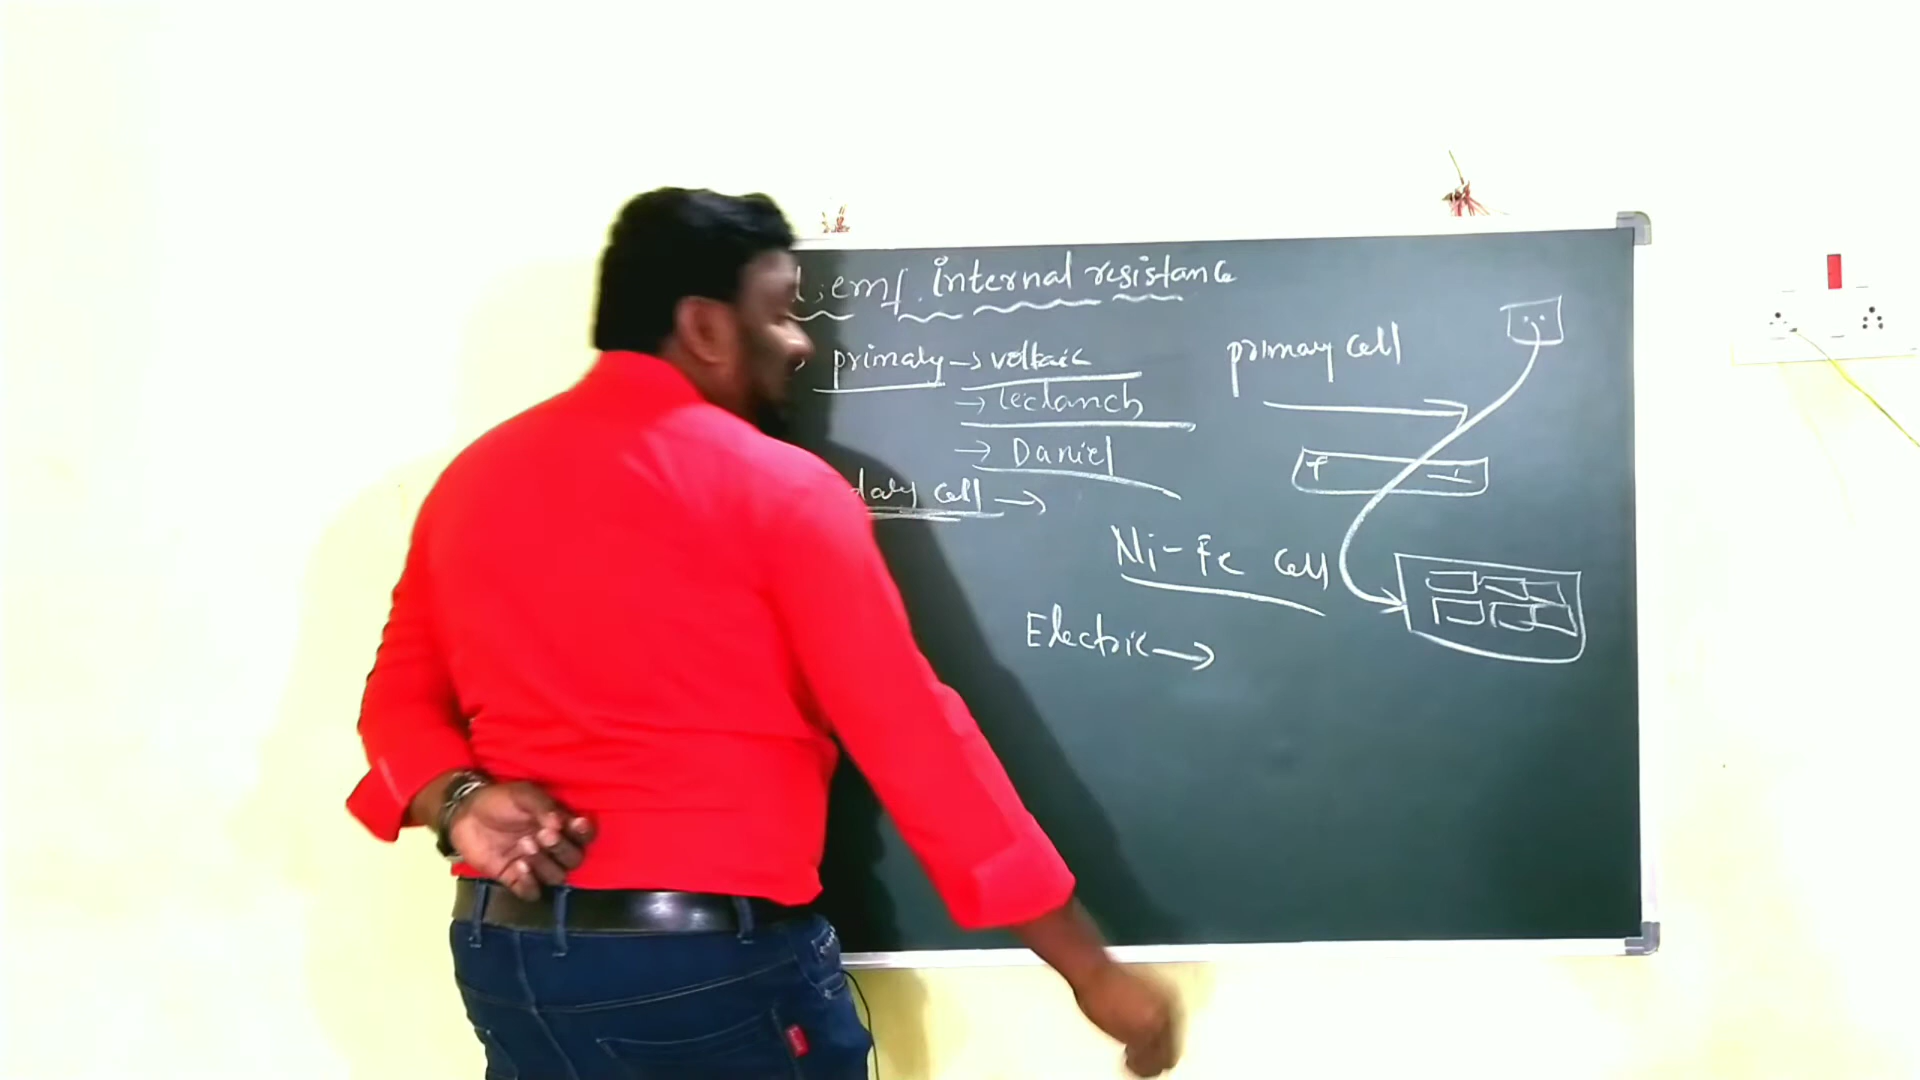 emf, internal resistance
primary → voltaic
→ leclanch
→ Daniel
cell →
primary cell
+ -
Ni-Fe Cell
Electric →